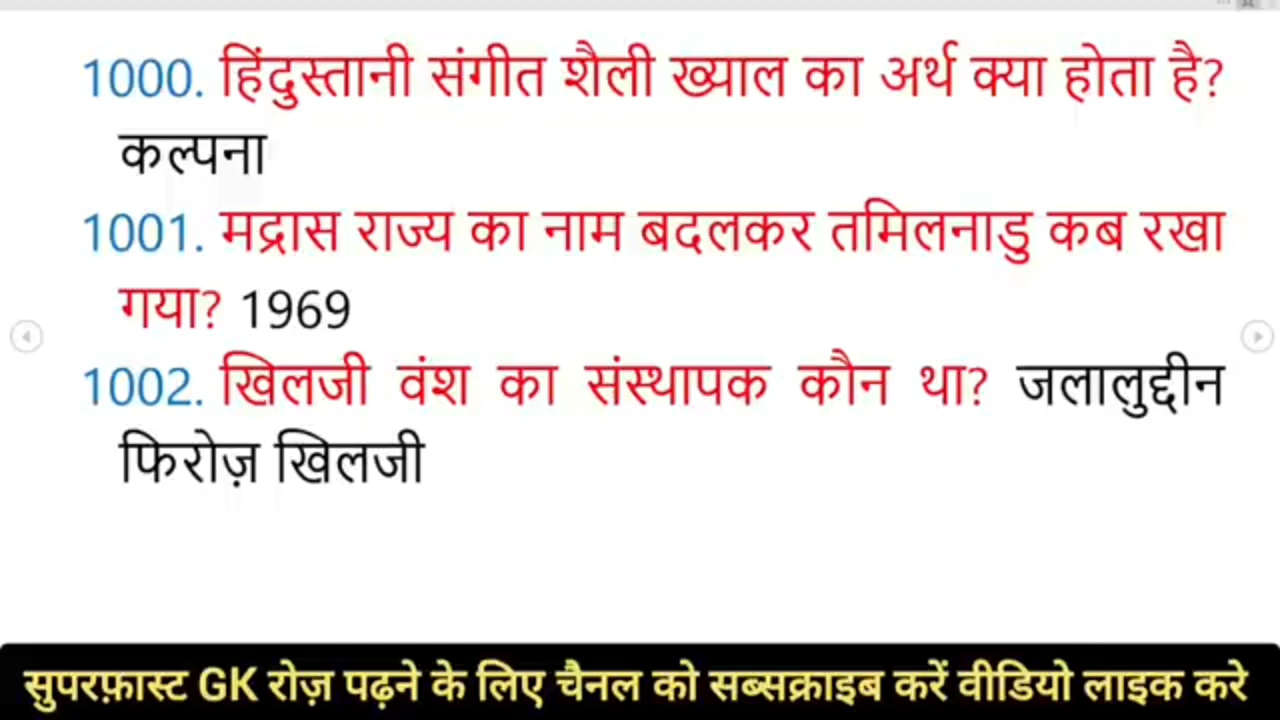 1000. हिंदुस्तानी संगीत शैली ख्याल का अर्थ क्या होता है?
कल्पना
1001. मद्रास राज्य का नाम बदलकर तमिलनाडु कब रखा
गया? 1969
1002. खिलजी वंश का संस्थापक कौन था? जलालुद्दीन
फिरोज़ खिलजी
सुपरफ़ास्ट GK रोज़ पढ़ने के लिए चैनल को सब्सक्राइब करें वीडियो लाइक करे